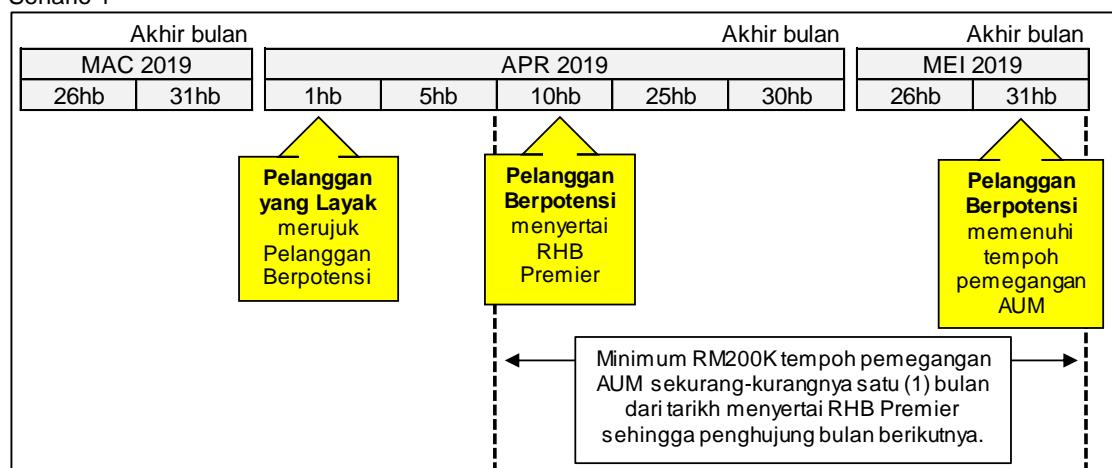 Akhir bulan Akhir bulan Akhir bulan
MAC 2019 APR 2019 MEI 2019
26hb 31hb 1hb 5hb 10hb 25hb 30hb 26hb 31hb
Pelanggan
yang Layak
merujuk
Pelanggan
Berpotensi
Pelanggan
Berpotensi
menyertai
RHB
Premier
Pelanggan
Berpotensi
memenuhi
tempoh
pemegangan
AUM
Minimum RM200K tempoh pemegangan
AUM sekurang-kurangnya satu (1) bulan
dari tarikh menyertai RHB Premier
sehingga penghujung bulan berikutnya.